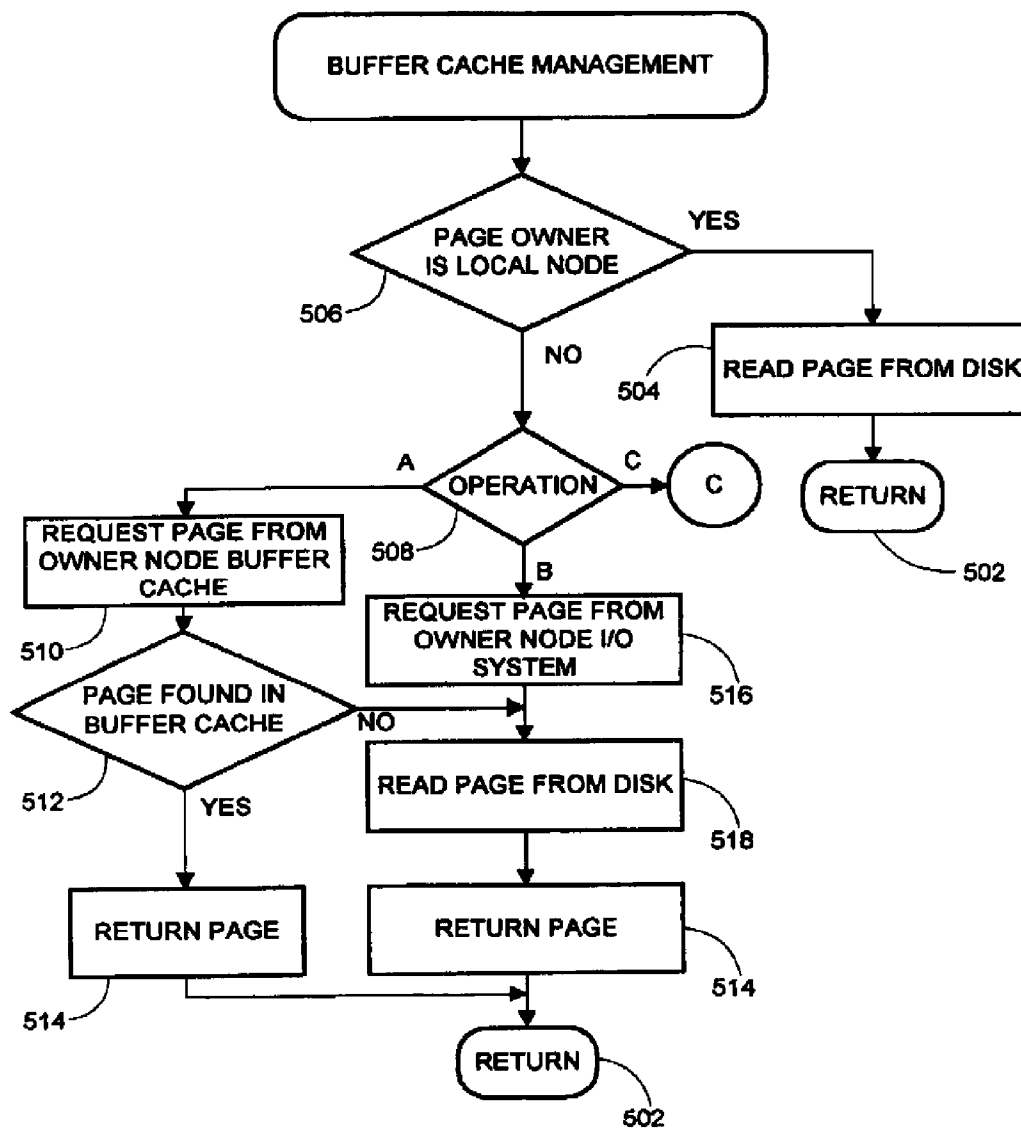 BUFFER CACHE MANAGEMENT
PAGE OWNER
IS LOCAL NODE
YES
506
NO
504
READ PAGE FROM DISK
RETURN
502
A
OPERATION
C
C
508
B
REQUEST PAGE FROM
OWNER NODE BUFFER
CACHE
510
REQUEST PAGE FROM
OWNER NODE I/O
SYSTEM
516
PAGE FOUND IN
BUFFER CACHE
NO
512
YES
READ PAGE FROM DISK
518
RETURN PAGE
514
RETURN PAGE
514
RETURN
502